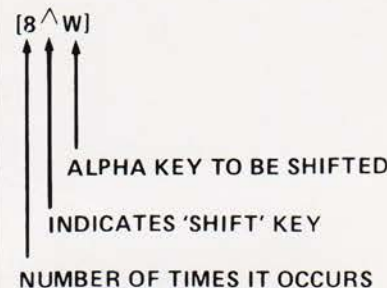 [8^W]
ALPHA KEY TO BE SHIFTED
INDICATES 'SHIFT' KEY
NUMBER OF TIMES IT OCCURS